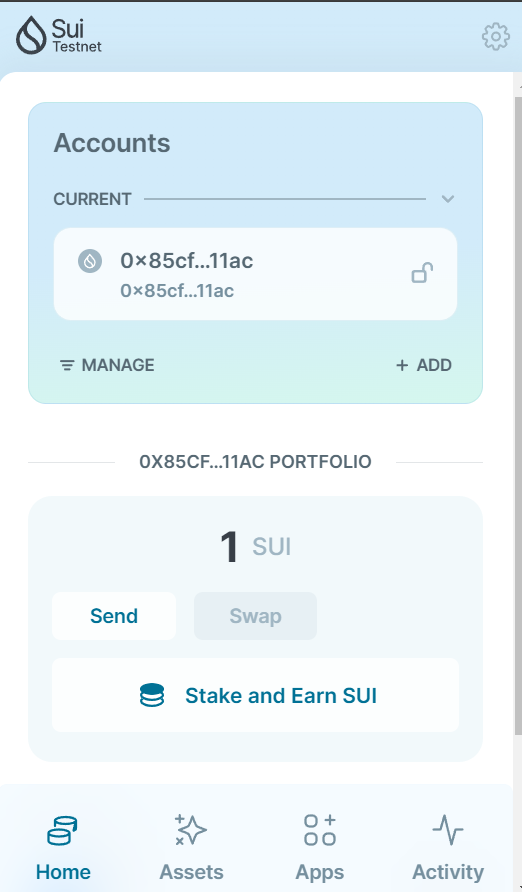 Sui
Testnet
Accounts
CURRENT
0×85cf...11ac
0×85cf...11ac
MANAGE
+ ADD
0X85CF...11AC PORTFOLIO
1 SUI
Send
Swap
Stake and Earn SUI
Home
Assets
Apps
Activity